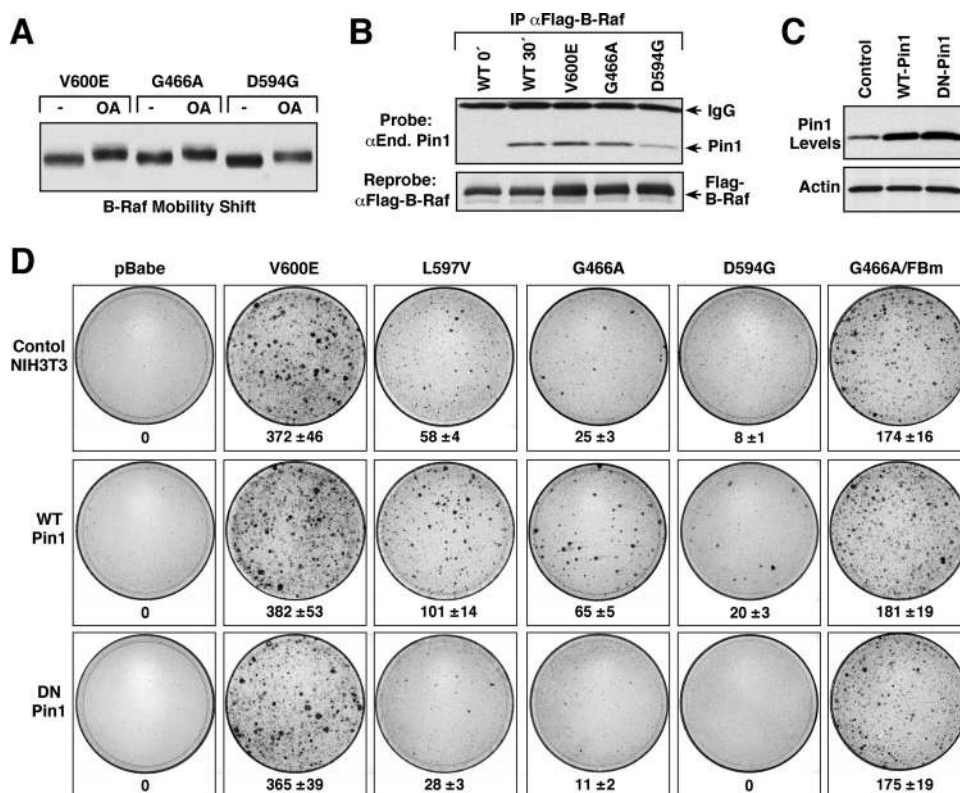 A
V600E G466A D594G
- OA - OA - OA
B-Raf Mobility Shift
B
IP αFlag-B-Raf
WT 0´ WT 30´ V600E G466A D594G
Probe:
αEnd. Pin1
IgG
Pin1
Reprobe:
αFlag-B-Raf
Flag-
B-Raf
C
Control WT-Pin1 DN-Pin1
Pin1
Levels
Actin
D
pBabe V600E L597V G466A D594G G466A/FBm
Contol
NIH3T3
0 372 ±46 58 ±4 25 ±3 8 ±1 174 ±16
WT
Pin1
0 382 ±53 101 ±14 65 ±5 20 ±3 181 ±19
DN
Pin1
0 365 ±39 28 ±3 11 ±2 0 175 ±19